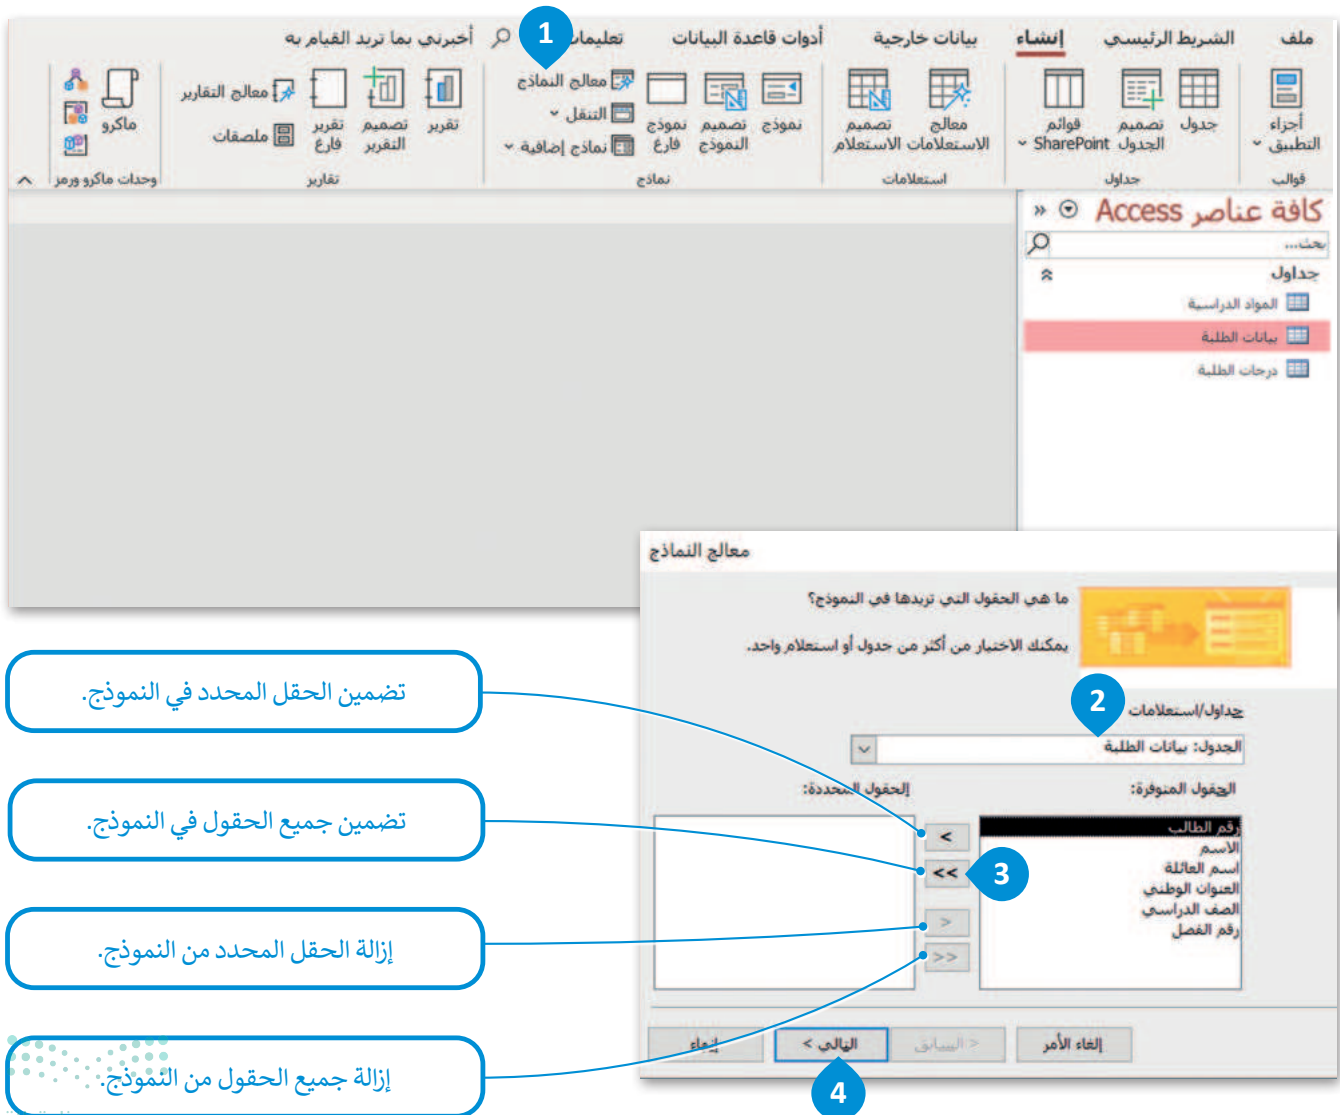 ملف الشريط الرئيسي إنشاء بيانات خارجية أدوات قاعدة البيانات تعليمات أخبرني بما تريد القيام به
1
أجزاء التطبيق
جدول
تصميم الجدول
قوائم SharePoint
معالج الاستعلامات
تصميم الاستعلام
نموذج
تصميم النموذج
نموذج فارغ
معالج النماذج
التنقل
نماذج إضافية
تقرير
تصميم التقرير
تقرير فارغ
معالج التقارير
ملصقات
ماكرو
قوالب جداول استعلامات نماذج تقارير وحدات ماكرو ورمز
كافة عناصر Access
بحث...
جداول
المواد الدراسية
بيانات الطلبة
درجات الطلبة
معالج النماذج
ما هي الحقول التي تريدها في النموذج؟
يمكنك الاختيار من أكثر من جدول أو استعلام واحد.
2
جداول/استعلامات
الجدول: بيانات الطلبة
الحقول المتوفرة:
الحقول المحددة:
رقم الطالب
الاسم
اسم العائلة
العنوان الوطني
الصف الدراسي
رقم الفصل
<
<<
3
>
>>
إلغاء الأمر
< السابق
التالي >
إنهاء
4
تضمين الحقل المحدد في النموذج.
تضمين جميع الحقول في النموذج.
إزالة الحقل المحدد من النموذج.
إزالة جميع الحقول من النموذج.